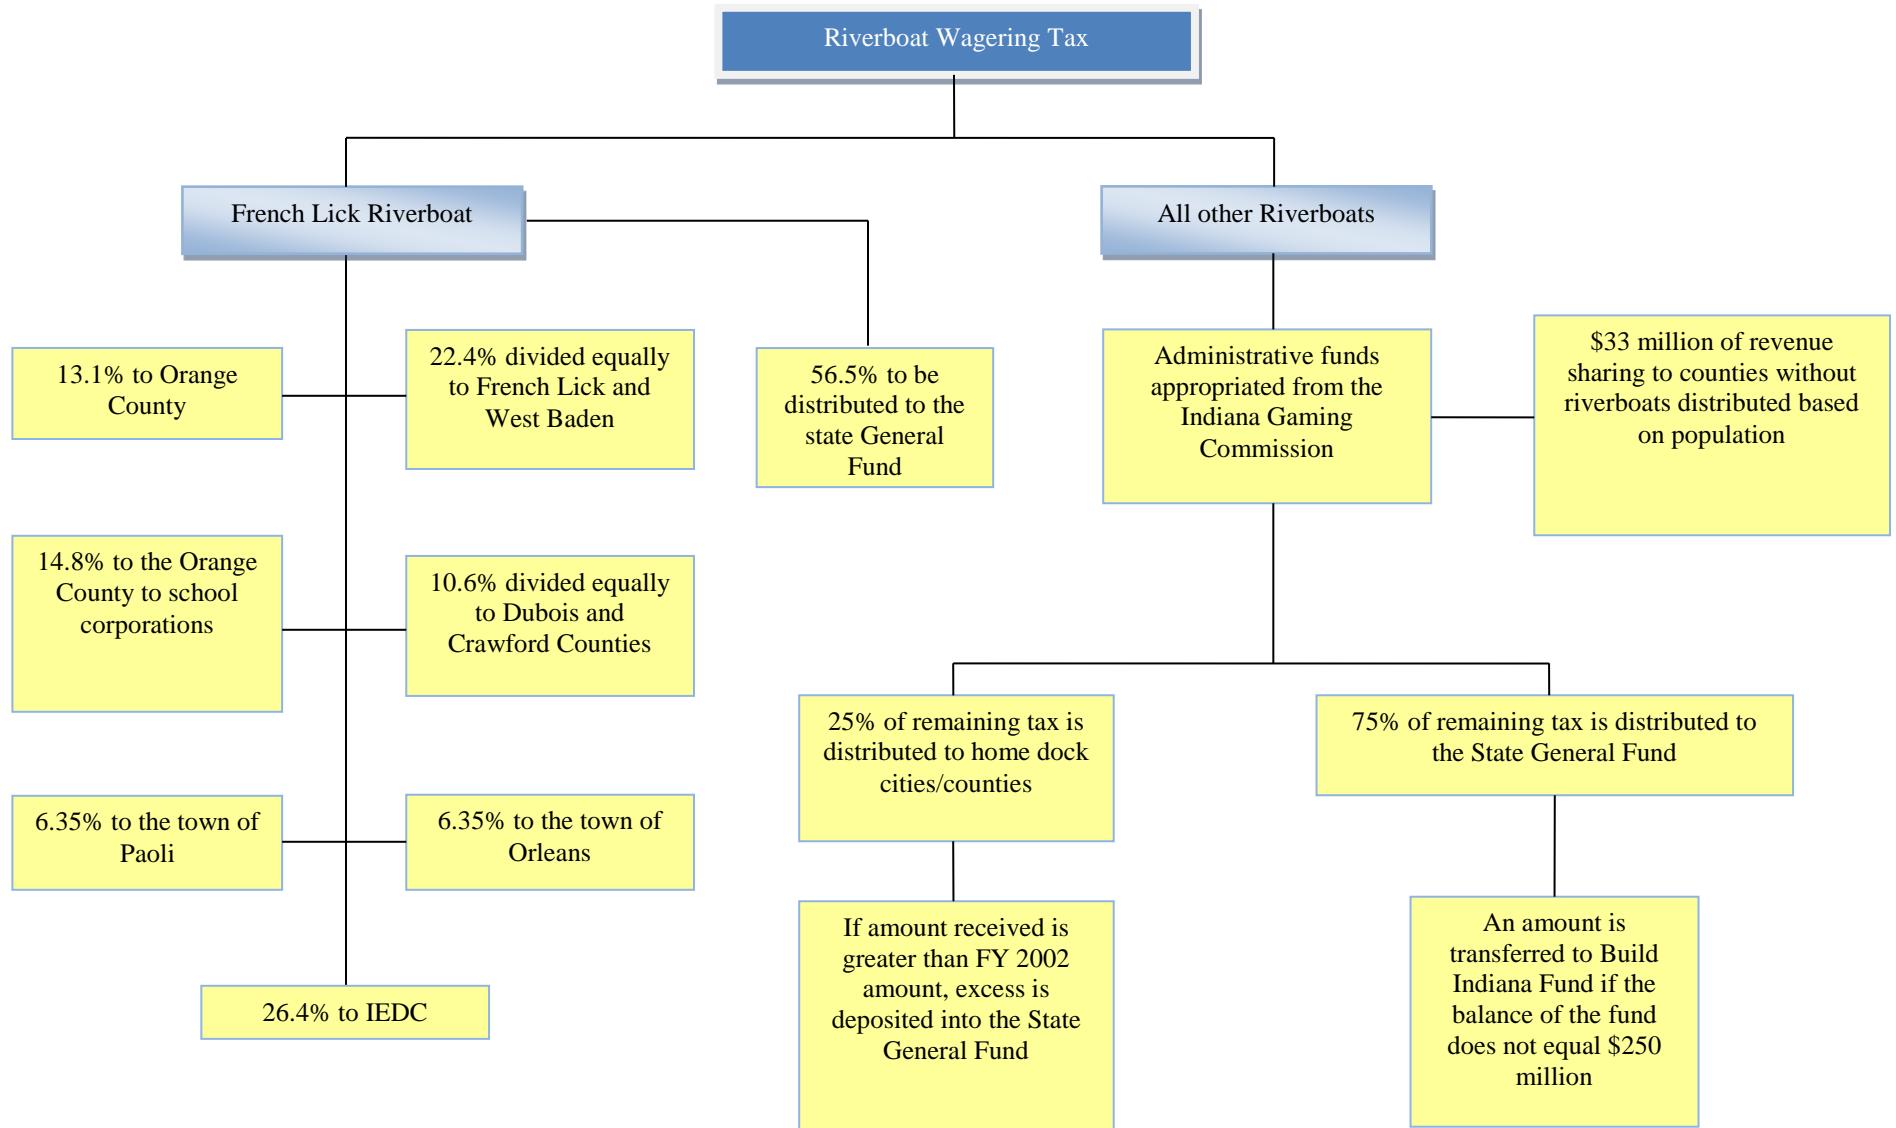 Riverboat Wagering Tax
French Lick Riverboat
All other Riverboats
13.1% to Orange
County
22.4% divided equally
to French Lick and
West Baden
56.5% to be
distributed to the
state General
Fund
Administrative funds
appropriated from the
Indiana Gaming
Commission
$33 million of revenue
sharing to counties without
riverboats distributed based
on population
14.8% to the Orange
County to school
corporations
10.6% divided equally
to Dubois and
Crawford Counties
25% of remaining tax is
distributed to home dock
cities/counties
75% of remaining tax is distributed to
the State General Fund
6.35% to the town of
Paoli
6.35% to the town of
Orleans
If amount received is
greater than FY 2002
amount, excess is
deposited into the State
General Fund
An amount is
transferred to Build
Indiana Fund if the
balance of the fund
does not equal $250
million
26.4% to IEDC